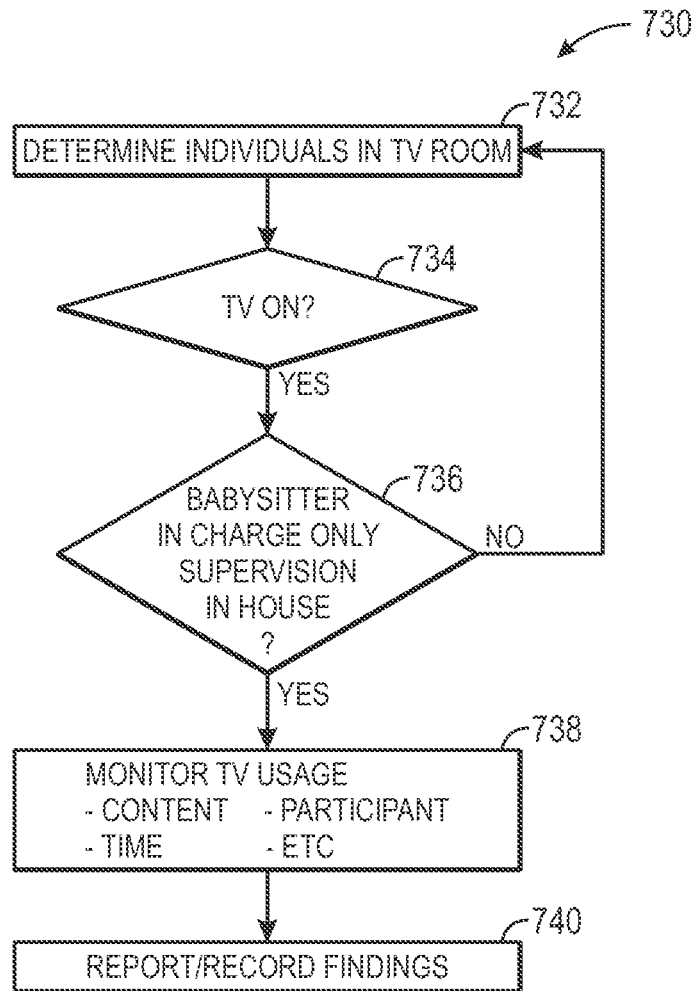 730
732
DETERMINE INDIVIDUALS IN TV ROOM
734
TV ON?
YES
736
BABYSITTER
IN CHARGE ONLY
SUPERVISION
IN HOUSE
?
NO
YES
738
MONITOR TV USAGE
- CONTENT - PARTICIPANT
- TIME - ETC
740
REPORT/RECORD FINDINGS